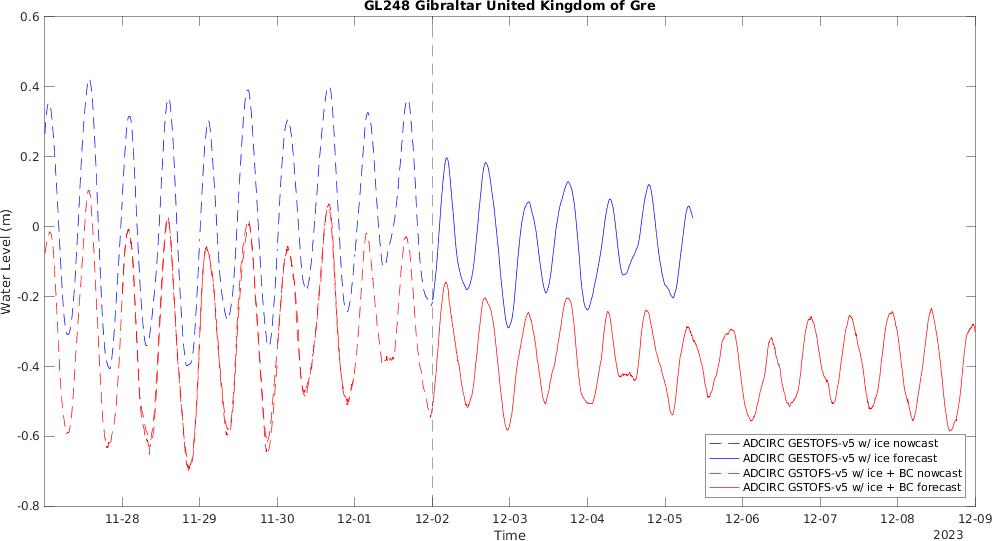 GL248 Gibraltar United Kingdom of Gre
Water Level (m)
0.6
0.4
0.2
0
-0.2
-0.4
-0.6
-0.8
11-28 11-29 11-30 12-01 12-02 12-03 12-04 12-05 12-06 12-07 12-08 12-09
Time
2023
ADCIRC GESTOFS-v5 w/ ice nowcast
ADCIRC GESTOFS-v5 w/ ice forecast
ADCIRC GSTOFS-v5 w/ ice + BC nowcast
ADCIRC GSTOFS-v5 w/ ice + BC forecast